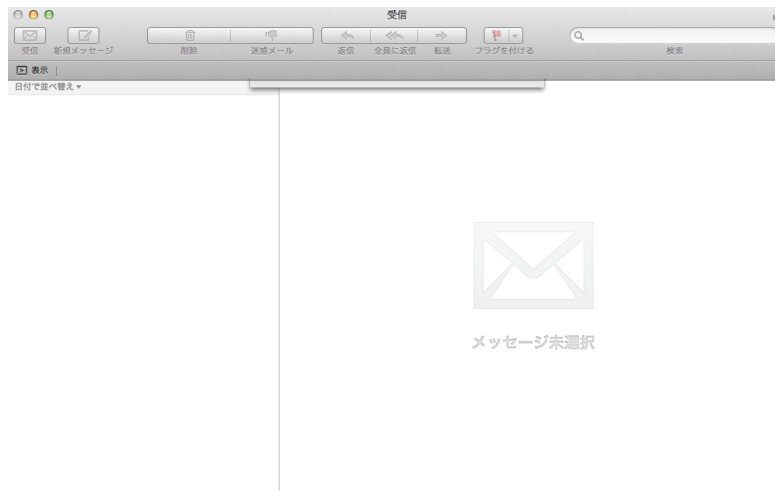 受信
受信 新規メッセージ 削除 迷惑メール 返信 全員に返信 転送 フラグを付ける 検索
表示
日付で並べ替え
メッセージ未選択